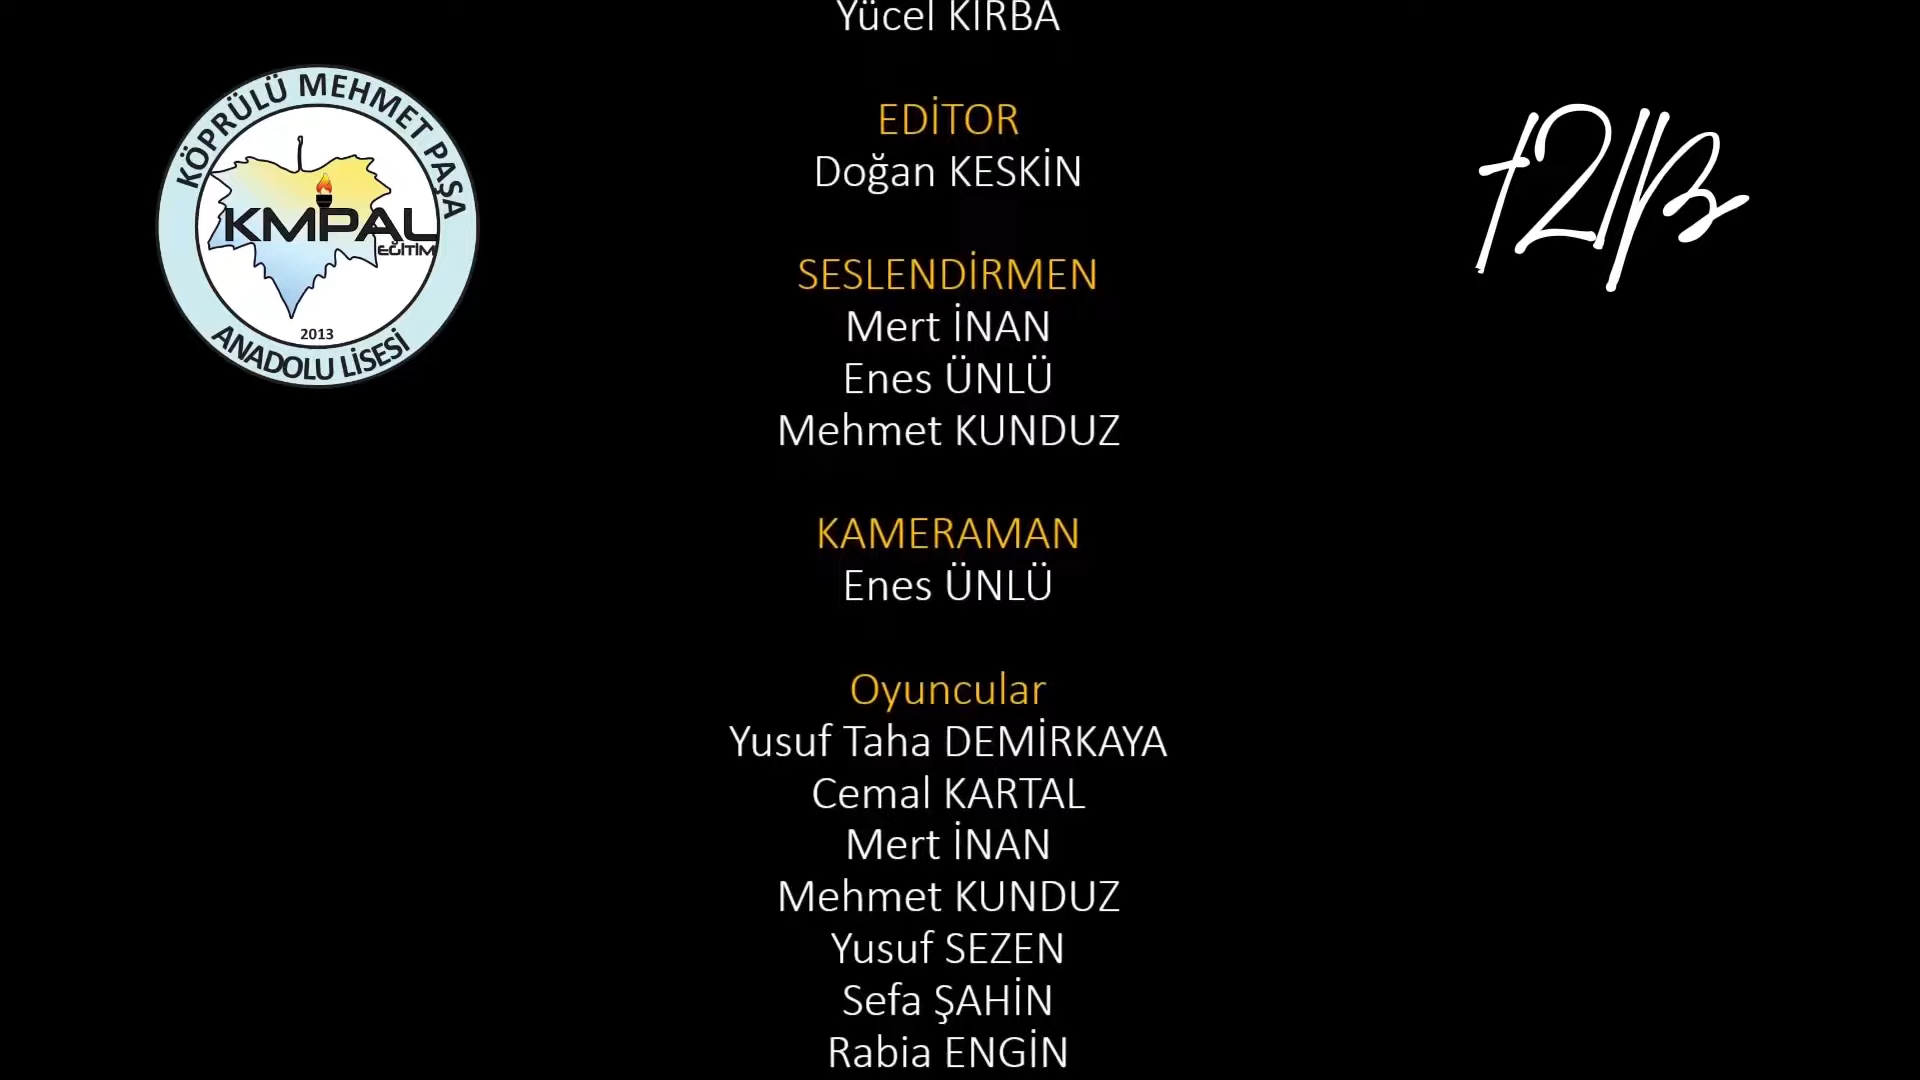 Yücel KIRBA
KÖPRÜLÜ MEHMET PAŞA
KMPAL
EĞİTİM
2013
ANADOLU LİSESİ
12/B
EDİTOR
Doğan KESKİN
SESLENDİRMEN
Mert İNAN
Enes ÜNLÜ
Mehmet KUNDUZ
KAMERAMAN
Enes ÜNLÜ
Oyuncular
Yusuf Taha DEMİRKAYA
Cemal KARTAL
Mert İNAN
Mehmet KUNDUZ
Yusuf SEZEN
Sefa ŞAHİN
Rabia ENGİN